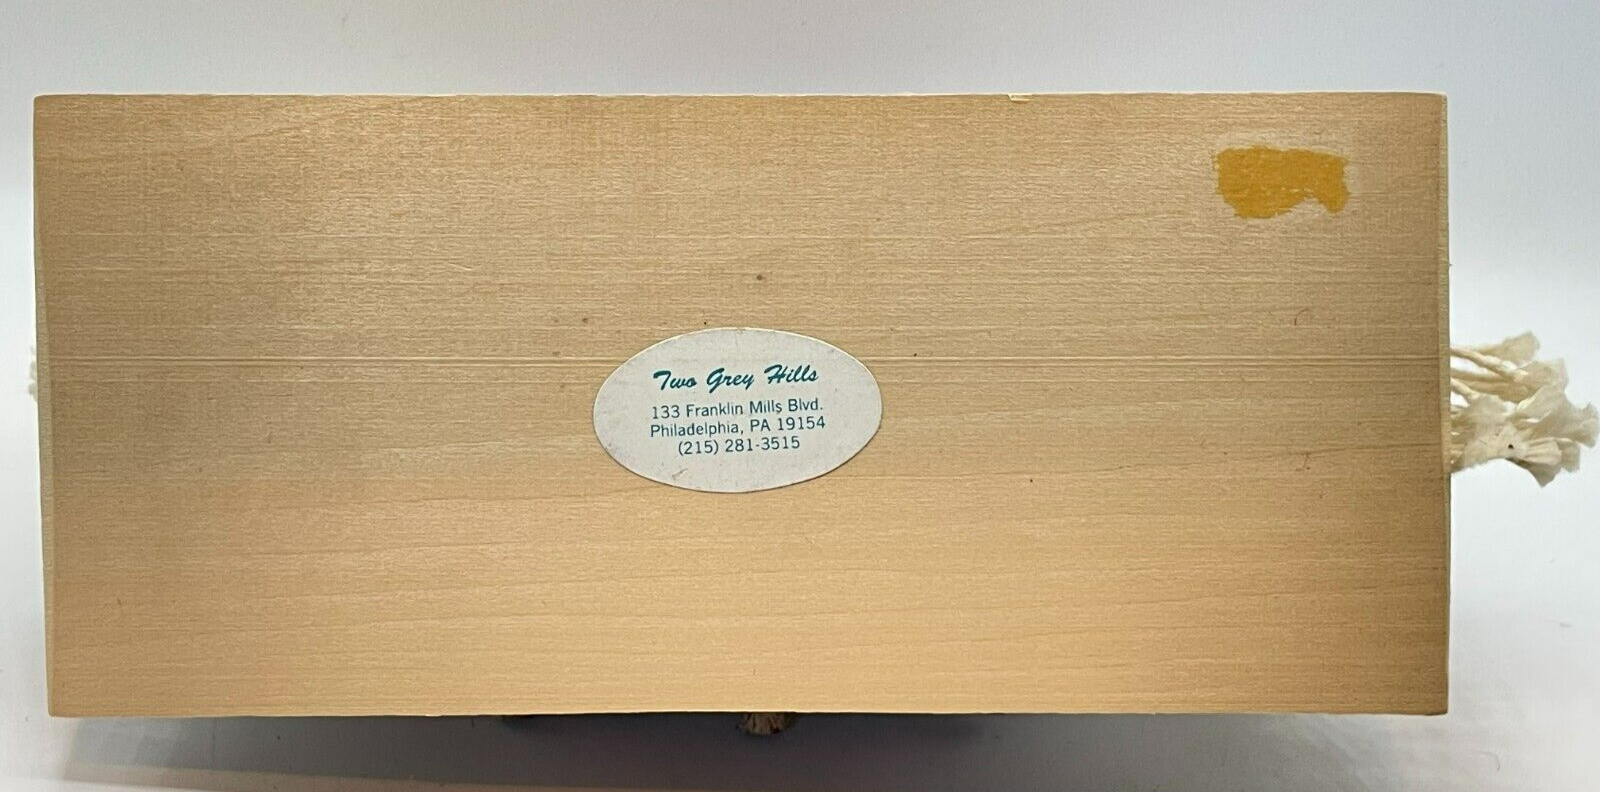 Two Grey Hills
133 Franklin Mills Blvd.
Philadelphia, PA 19154
(215) 281-3515